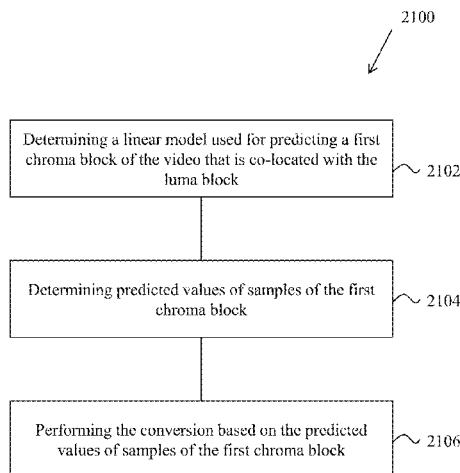 2100
Determining a linear model used for predicting a first
chroma block of the video that is co-located with the
luma block
2102
Determining predicted values of samples of the first
chroma block
2104
Performing the conversion based on the predicted
values of samples of the first chroma block
2106